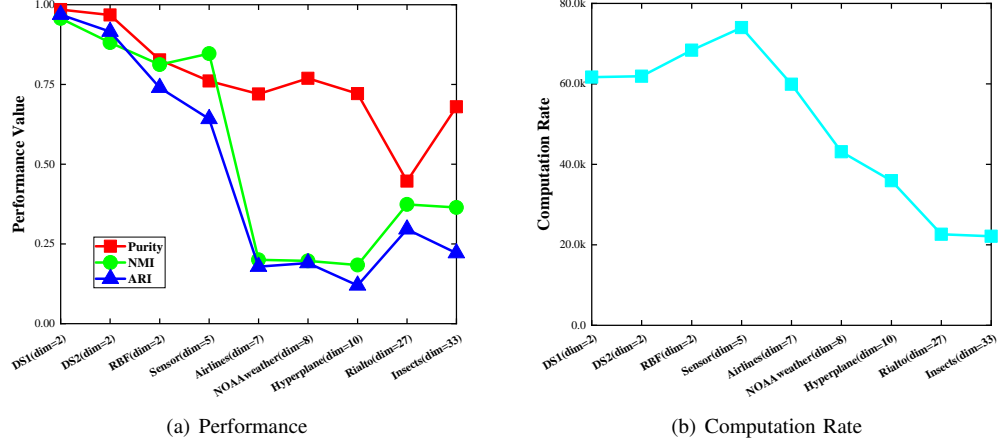 1.00
0.75
0.50
0.25
0.00
Performance Value
Purity
NMI
ARI
DS1(dim=2)
DS2(dim=2)
RBF(dim=2)
Sensor(dim=5)
Airlines(dim=7)
NOAA weather(dim=8)
Hyperplane(dim=10)
Rialto(dim=27)
Insects(dim=33)
(a) Performance
80.0k
60.0k
40.0k
20.0k
0.0
Computation Rate
DS1(dim=2)
DS2(dim=2)
RBF(dim=2)
Sensor(dim=5)
Airlines(dim=7)
NOAA weather(dim=8)
Hyperplane(dim=10)
Rialto(dim=27)
Insects(dim=33)
(b) Computation Rate